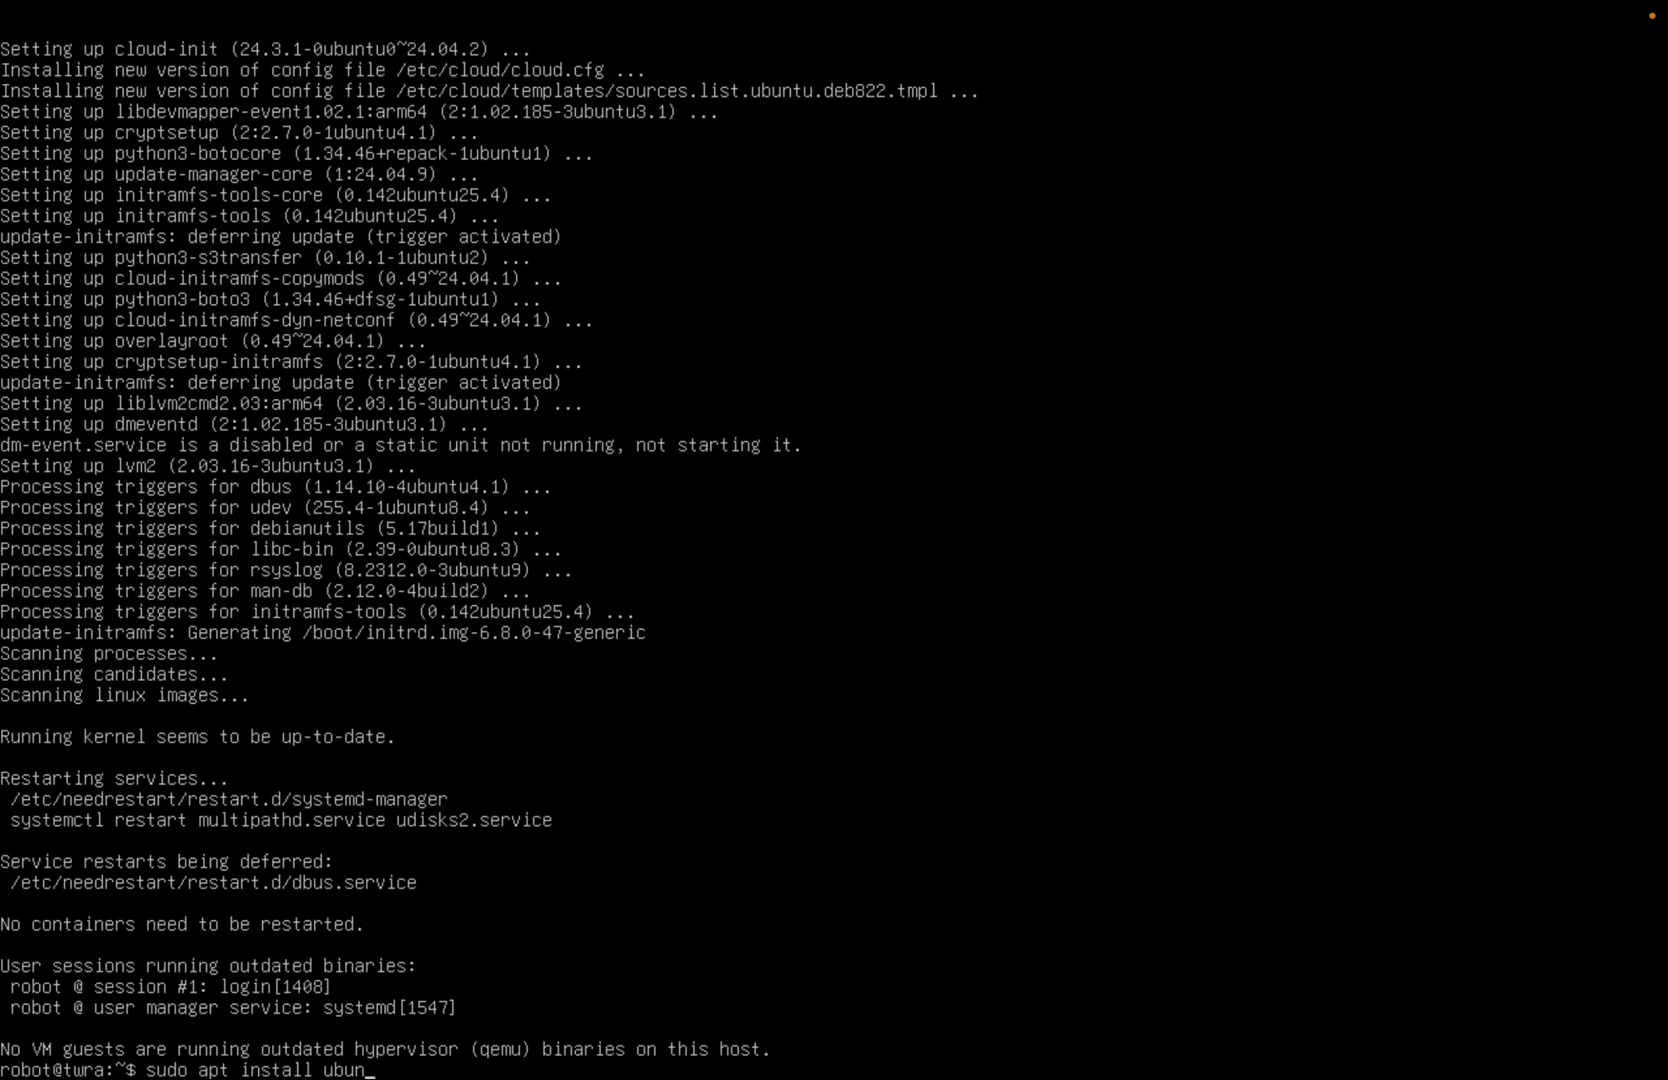 Setting up cloud-init (24.3.1-0ubuntu0~24.04.2) ...
Installing new version of config file /etc/cloud/cloud.cfg ...
Installing new version of config file /etc/cloud/templates/sources.list.ubuntu.deb822.tmpl ...
Setting up libdevmapper-event1.02.1:arm64 (2:1.02.185-3ubuntu3.1) ...
Setting up cryptsetup (2:2.7.0-1ubuntu4.1) ...
Setting up python3-botocore (1.34.46+repack-1ubuntu1) ...
Setting up update-manager-core (1:24.04.9) ...
Setting up initramfs-tools-core (0.142ubuntu25.4) ...
Setting up initramfs-tools (0.142ubuntu25.4) ...
update-initramfs: deferring update (trigger activated)
Setting up python3-s3transfer (0.10.1-1ubuntu2) ...
Setting up cloud-initramfs-copymods (0.49~24.04.1) ...
Setting up python3-boto3 (1.34.46+dfsg-1ubuntu1) ...
Setting up cloud-initramfs-dyn-netconf (0.49~24.04.1) ...
Setting up overlayroot (0.49~24.04.1) ...
Setting up cryptsetup-initramfs (2:2.7.0-1ubuntu4.1) ...
update-initramfs: deferring update (trigger activated)
Setting up liblvm2cmd2.03:arm64 (2.03.16-3ubuntu3.1) ...
Setting up dmeventd (2:1.02.185-3ubuntu3.1) ...
dm-event.service is a disabled or a static unit not running, not starting it.
Setting up lvm2 (2.03.16-3ubuntu3.1) ...
Processing triggers for dbus (1.14.10-4ubuntu4.1) ...
Processing triggers for udev (255.4-1ubuntu8.4) ...
Processing triggers for debianutils (5.17build1) ...
Processing triggers for libc-bin (2.39-0ubuntu8.3) ...
Processing triggers for rsyslog (8.2312.0-3ubuntu9) ...
Processing triggers for man-db (2.12.0-4build2) ...
Processing triggers for initramfs-tools (0.142ubuntu25.4) ...
update-initramfs: Generating /boot/initrd.img-6.8.0-47-generic
Scanning processes...
Scanning candidates...
Scanning linux images...
Running kernel seems to be up-to-date.
Restarting services...
/etc/needrestart/restart.d/systemd-manager
systemctl restart multipathd.service udisks2.service
Service restarts being deferred:
/etc/needrestart/restart.d/dbus.service
No containers need to be restarted.
User sessions running outdated binaries:
robot @ session #1: login[1408]
robot @ user manager service: systemd[1547]
No VM guests are running outdated hypervisor (qemu) binaries on this host.
robot@twra:~$ sudo apt install ubun_